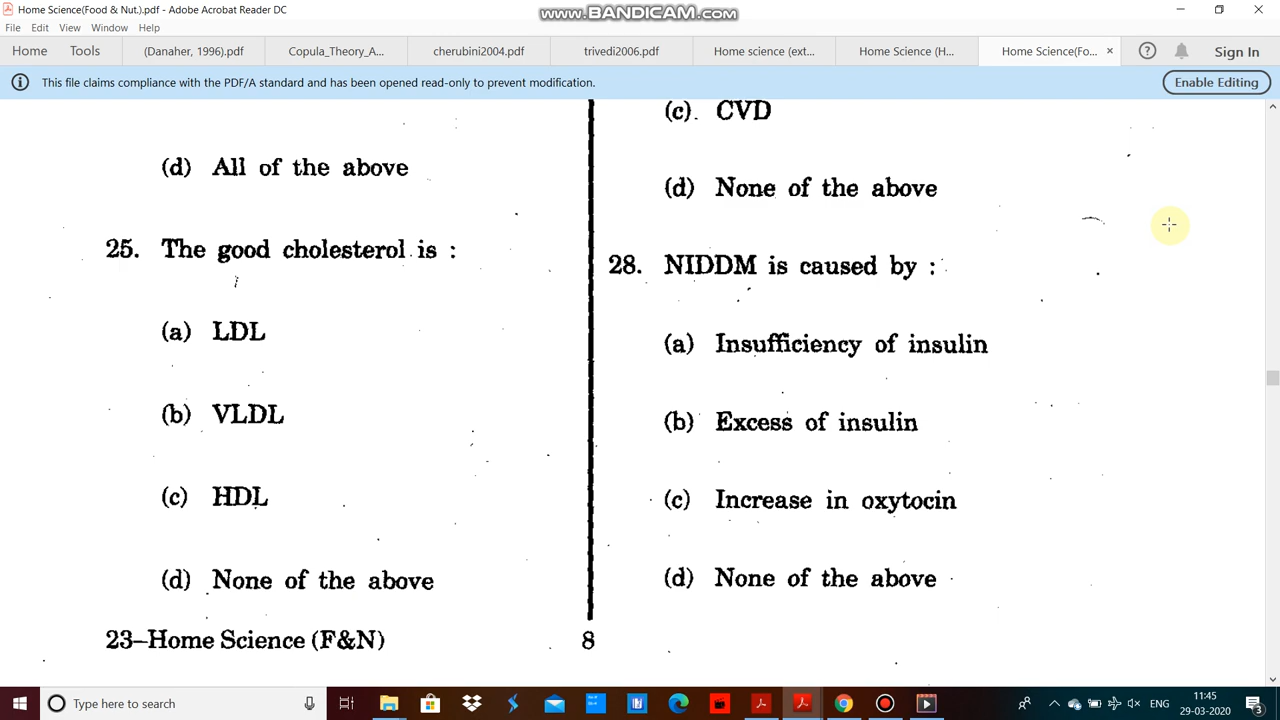 Home Science(Food & Nut.).pdf - Adobe Acrobat Reader DC
www.BANDICAM.com
File Edit View Window Help
Home Tools (Danaher, 1996).pdf Copula_Theory_A... cherubini2004.pdf trivedi2006.pdf Home science (ext... Home Science (H... Home Science(Fo... Sign In
This file claims compliance with the PDF/A standard and has been opened read-only to prevent modification. Enable Editing
(d) All of the above
25. The good cholesterol is :
(a) LDL
(b) VLDL
(c) HDL
(d) None of the above
23–Home Science (F&N)
8
(c) CVD
(d) None of the above
28. NIDDM is caused by :
(a) Insufficiency of insulin
(b) Excess of insulin
(c) Increase in oxytocin
(d) None of the above
Type here to search
ENG
11:45
29-03-2020
3